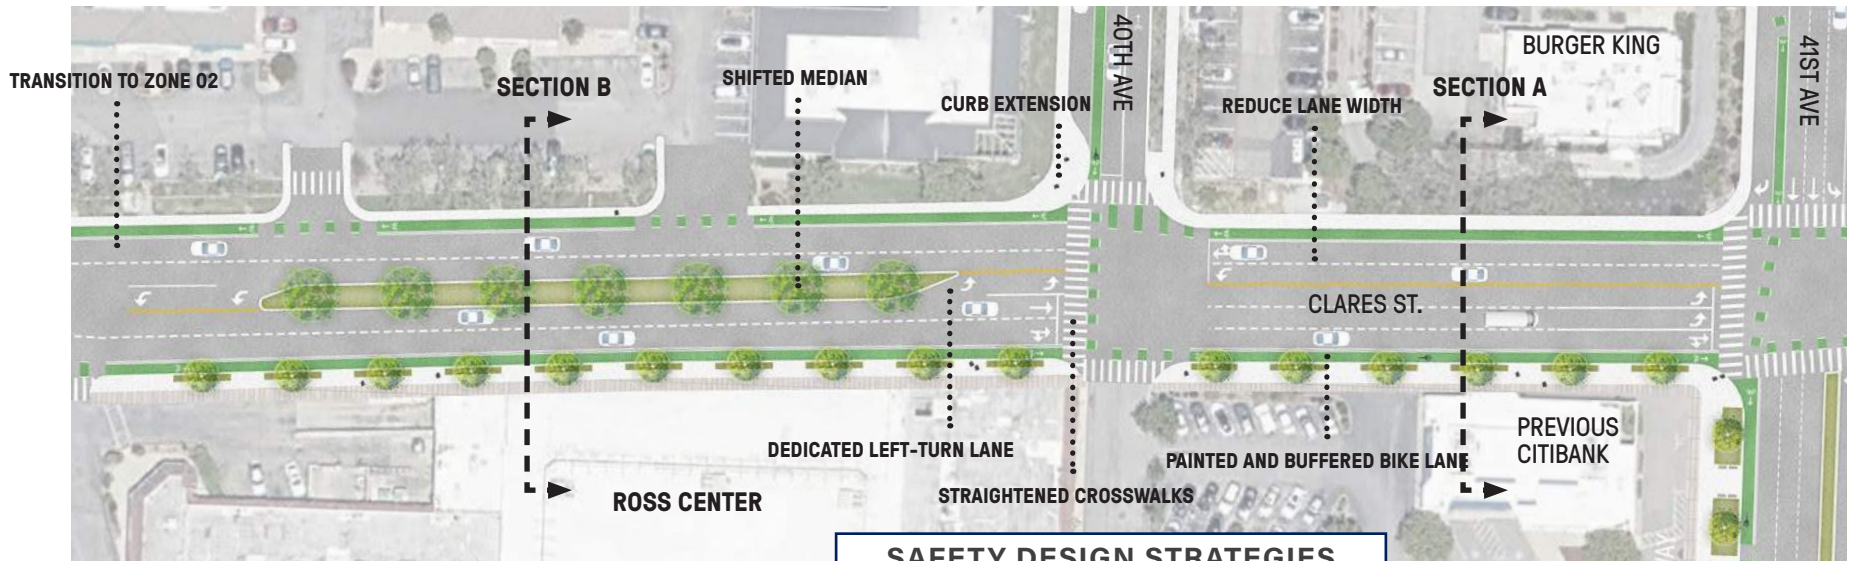 40TH AVE
BURGER KING
41ST AVE
TRANSITION TO ZONE 02
SECTION B
SHIFTED MEDIAN
SECTION A
CURB EXTENSION
REDUCE LANE WIDTH
CLARES ST.
PREVIOUS
CITIBANK
DEDICATED LEFT-TURN LANE
PAINTED AND BUFFERED BIKE LANE
ROSS CENTER
STRAIGHTENED CROSSWALKS
SAFETY DESIGN STRATEGIES